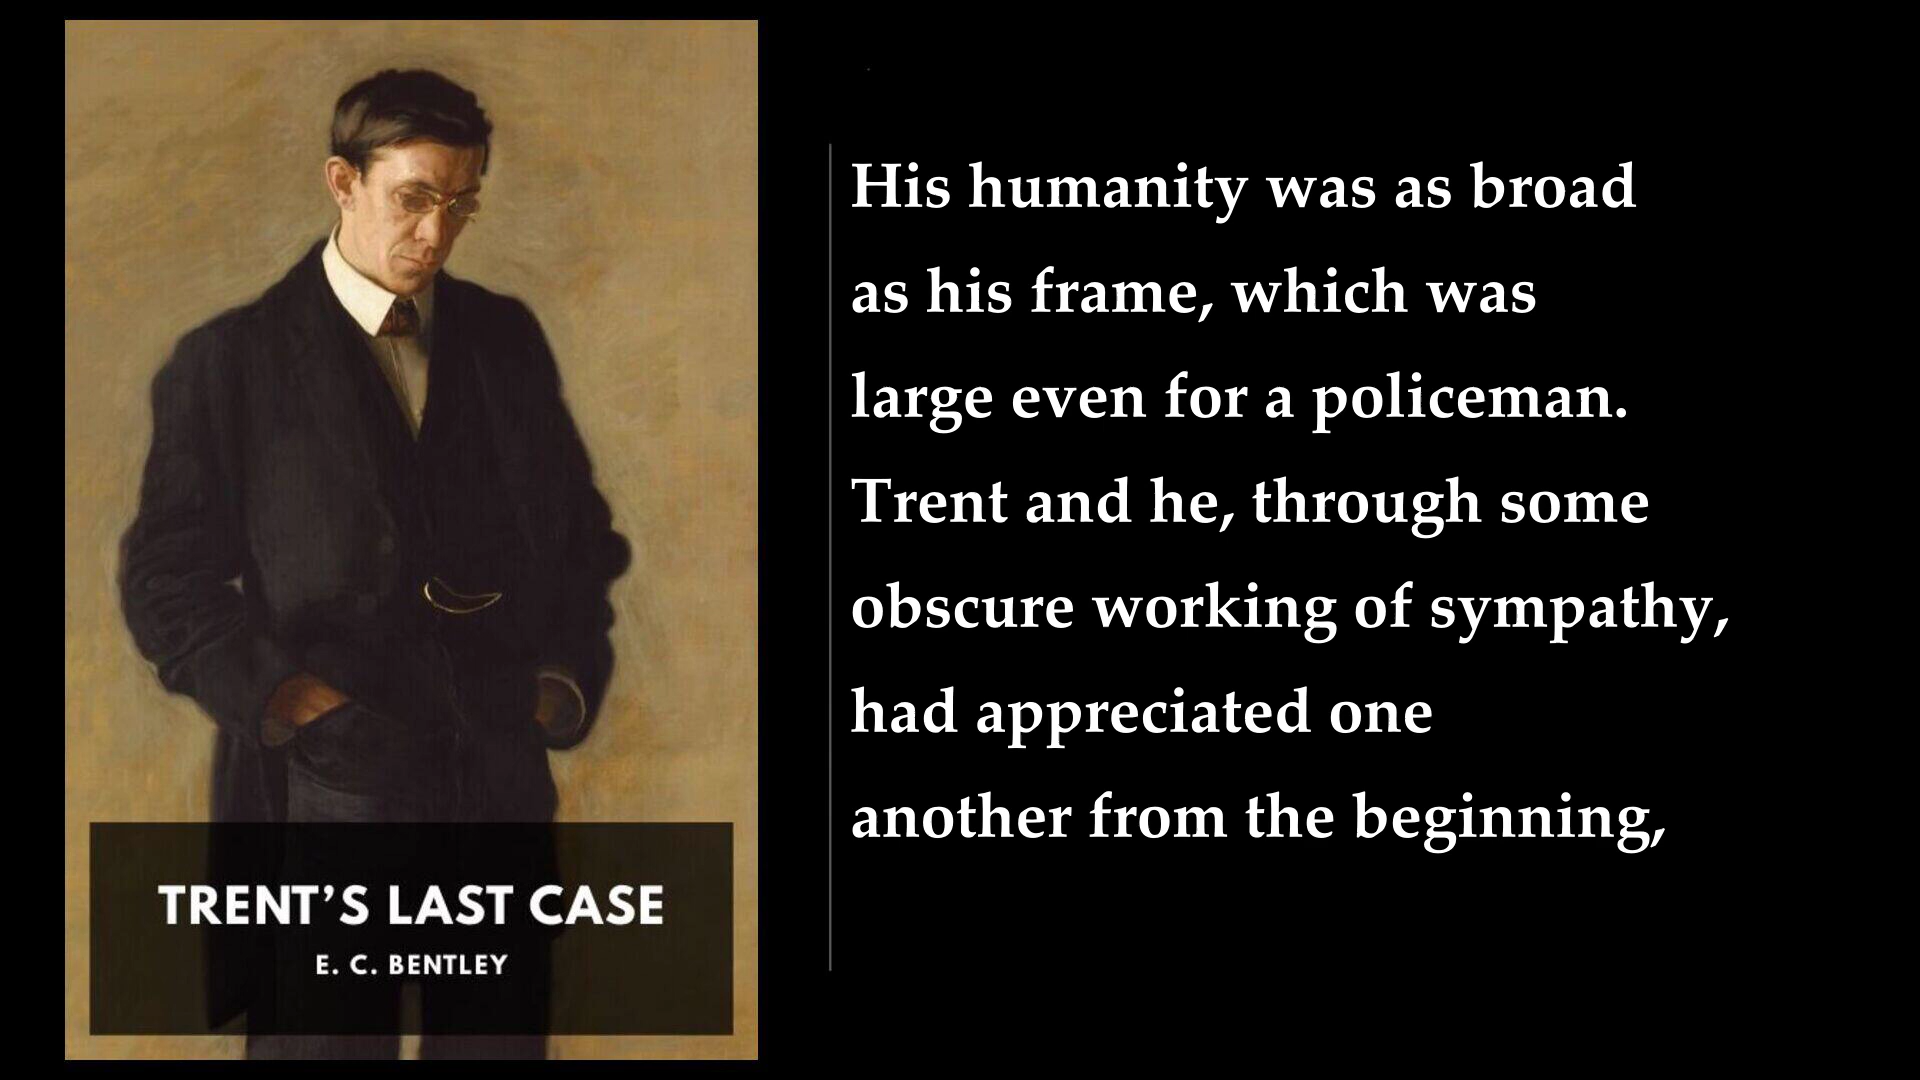 His humanity was as broad
as his frame, which was
large even for a policeman.
Trent and he, through some
obscure working of sympathy,
had appreciated one
another from the beginning,
TRENT’S LAST CASE
E. C. BENTLEY